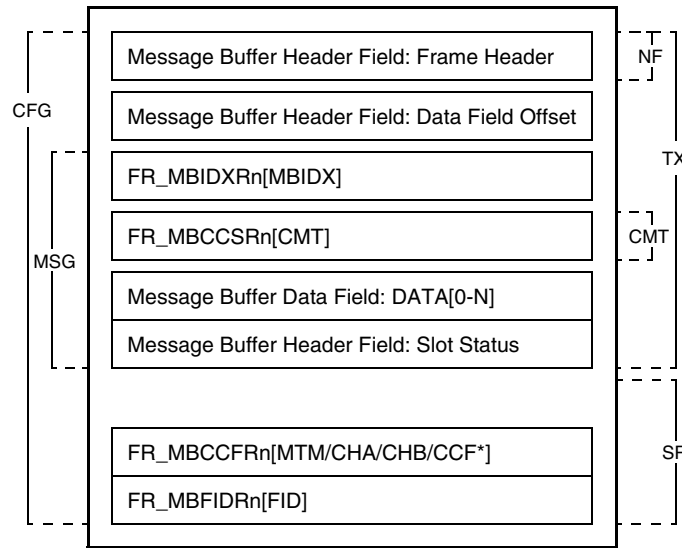 Message Buffer Header Field: Frame Header
NF
CFG
Message Buffer Header Field: Data Field Offset
TX
FR_MBIDXRn[MBIDX]
FR_MBCCSRn[CMT]
CMT
MSG
Message Buffer Data Field: DATA[0-N]
Message Buffer Header Field: Slot Status
FR_MBCCFRn[MTM/CHA/CHB/CCF*]
FR_MBFIDRn[FID]